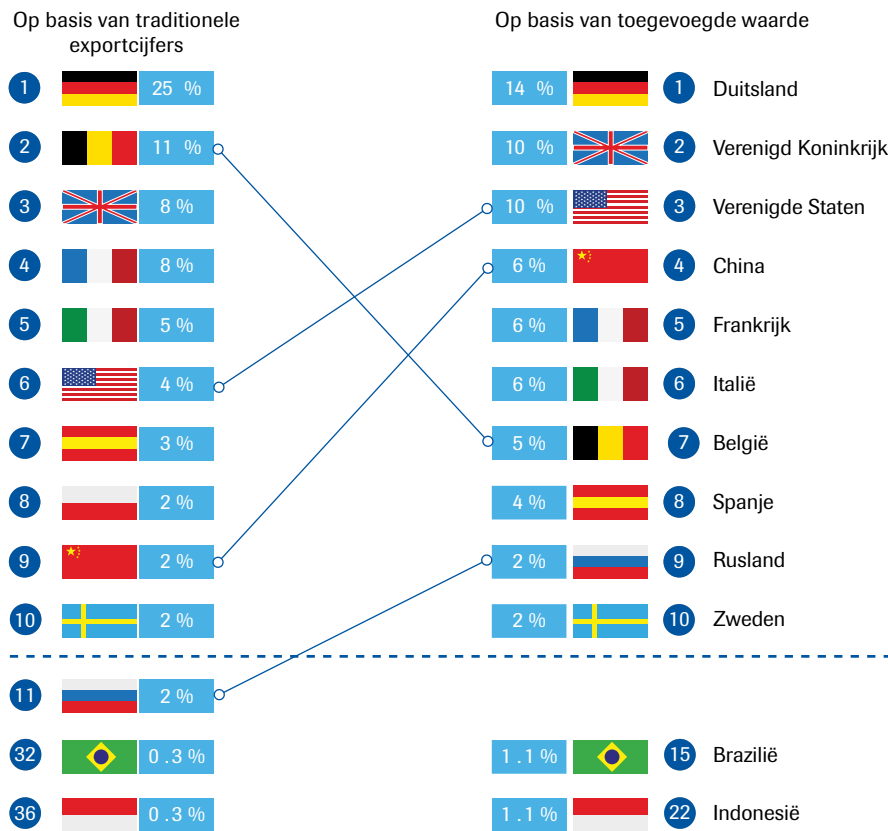 Op basis van traditionele
exportcijfers
Op basis van toegevoegde waarde
1 25 % 14 % 1 Duitsland
2 11 % 10 % 2 Verenigd Koninkrijk
3 8 % 10 % 3 Verenigde Staten
4 8 % 6 % 4 China
5 5 % 6 % 5 Frankrijk
6 4 % 6 % 6 Italië
7 3 % 5 % 7 België
8 2 % 4 % 8 Spanje
9 2 % 2 % 9 Rusland
10 2 % 2 % 10 Zweden
11 2 %
32 0.3 % 1.1 % 15 Brazilië
36 0.3 % 1.1 % 22 Indonesië